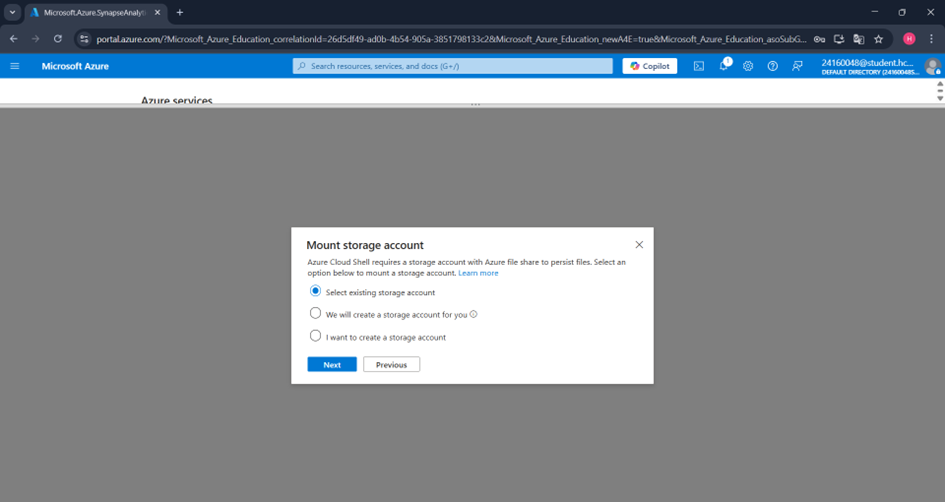 Microsoft.Azure.SynapseAnalyti
portal.azure.com/?Microsoft_Azure_Education_correlationId=26d5df49-ad0b-4b54-905a-3851798133c2&Microsoft_Azure_Education_newA4E=true&Microsoft_Azure_Education_asoSubG...
H
Microsoft Azure
Search resources, services, and docs (G+/)
Copilot
1
24160048@student.hc...
DEFAULT DIRECTORY (24160048S...
Azure services
Mount storage account
Azure Cloud Shell requires a storage account with Azure file share to persist files. Select an
option below to mount a storage account. Learn more
Select existing storage account
We will create a storage account for you
I want to create a storage account
Next
Previous